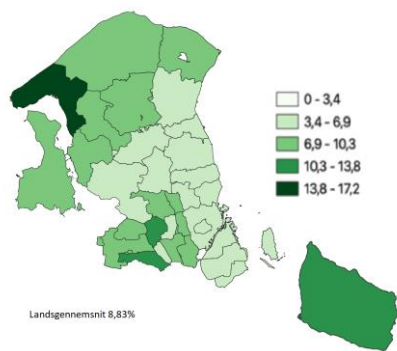 0 - 3,4
3,4 - 6,9
6,9 - 10,3
10,3 - 13,8
13,8 - 17,2
Landsgennemsnit 8,83%